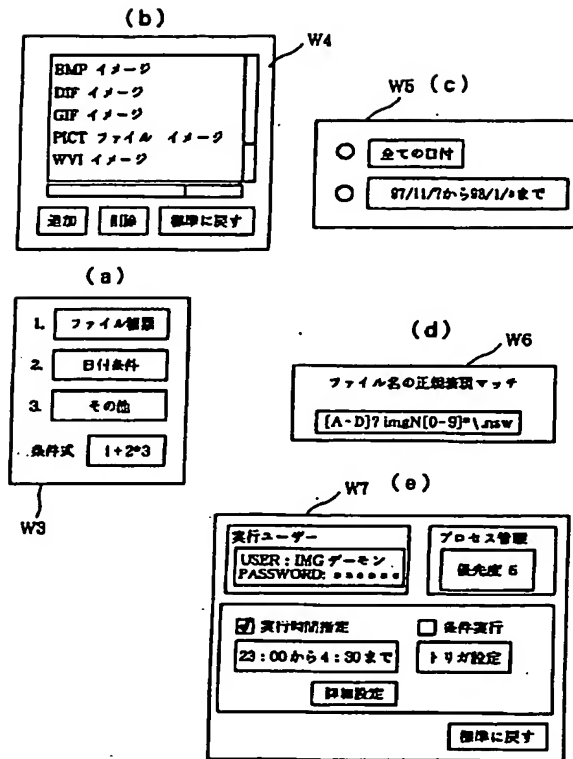 (b)
W4
BMP イメージ
DIF イメージ
GIF イメージ
PICT ファイル イメージ
WVI イメージ
追加 削除 標準に戻す
W5 (c)
全ての日付
97/11/7から98/1/8まで
(a)
1. ファイル種類
2. 日付条件
3. その他
条件式 1+2*3
W3
(d)
W6
ファイル名の正規表現マッチ
[A-D]?imgN[0-9]*\.nsw
W7 (e)
実行ユーザー
USER : IMG デーモン
PASSWORD: ******
プロセス管理
優先度 5
実行時間指定
条件実行
23:00から4:30まで
トリガ設定
詳細設定
標準に戻す